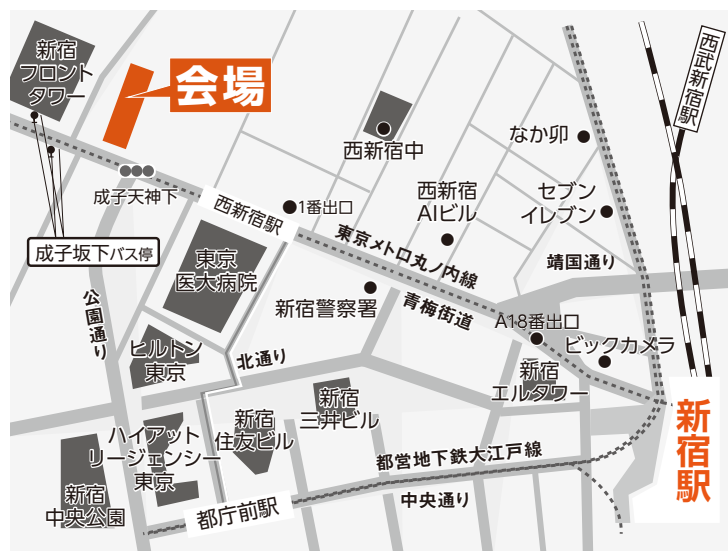 新宿
フロント
タワー
会場
西武新宿駅
なか卯
西新宿中
成子天神下
西新宿駅
1番出口
西新宿
AIビル
セブン
イレブン
成子坂下バス停
東京
医大病院
東京メトロ丸ノ内線
靖国通り
公園通り
新宿警察署
青梅街道
A18番出口
ビックカメラ
ヒルトン
東京
北通り
新宿
エルタワー
新宿
三井ビル
新宿
住友ビル
新宿駅
ハイアット
リージェンシー
東京
都営地下鉄大江戸線
新宿
中央公園
都庁前駅
中央通り